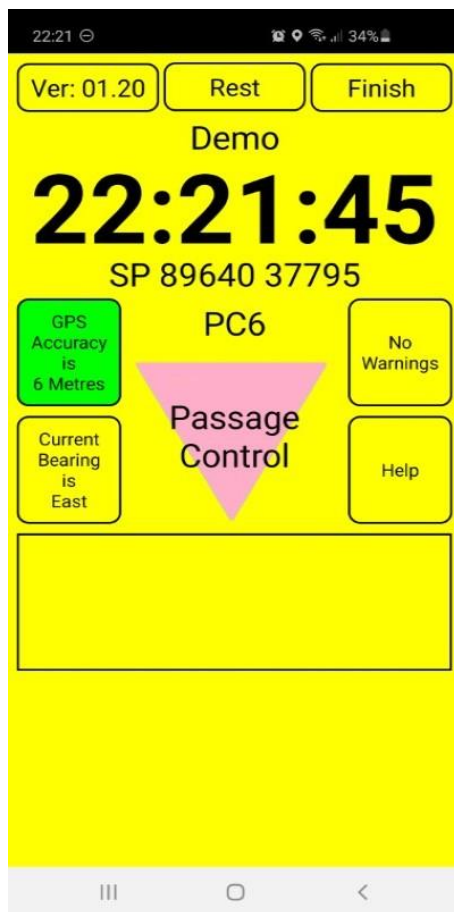 22:21 34%
Ver: 01.20 Rest Finish
Demo
22:21:45
SP 89640 37795
GPS
Accuracy
is
6 Metres
PC6
No
Warnings
Passage
Control
Current
Bearing
is
East
Help